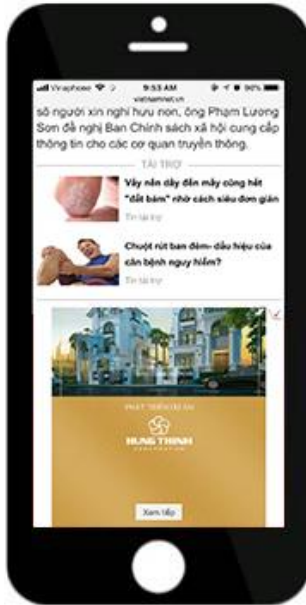 Vinaphone 9:53 AM 90%
vietnamnet.vn
số người xin nghỉ hưu non, ông Phạm Lương
Sơn đề nghị Ban Chính sách xã hội cung cấp
thông tin cho các cơ quan truyền thông.
TÀI TRỢ
Vảy nến dầy đến mấy cũng hết
"đất bám" nhờ cách siêu đơn giản
Tin tài trợ
Chuột rút ban đêm- dấu hiệu của
căn bệnh nguy hiểm?
Tin tài trợ
PHÁT TRIỂN DỰ ÁN
HUNG THINH
CORPORATION
Xem tiếp